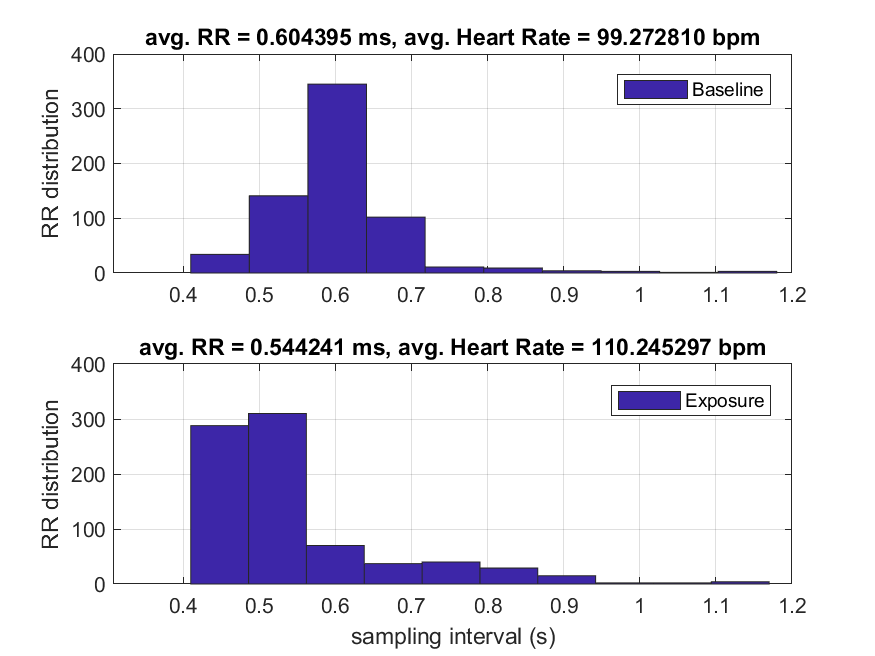 avg. RR = 0.604395 ms, avg. Heart Rate = 99.272810 bpm
400
300
200
100
0
RR distribution
Baseline
0.4 0.5 0.6 0.7 0.8 0.9 1 1.1 1.2
avg. RR = 0.544241 ms, avg. Heart Rate = 110.245297 bpm
400
300
200
100
0
RR distribution
Exposure
0.4 0.5 0.6 0.7 0.8 0.9 1 1.1 1.2
sampling interval (s)